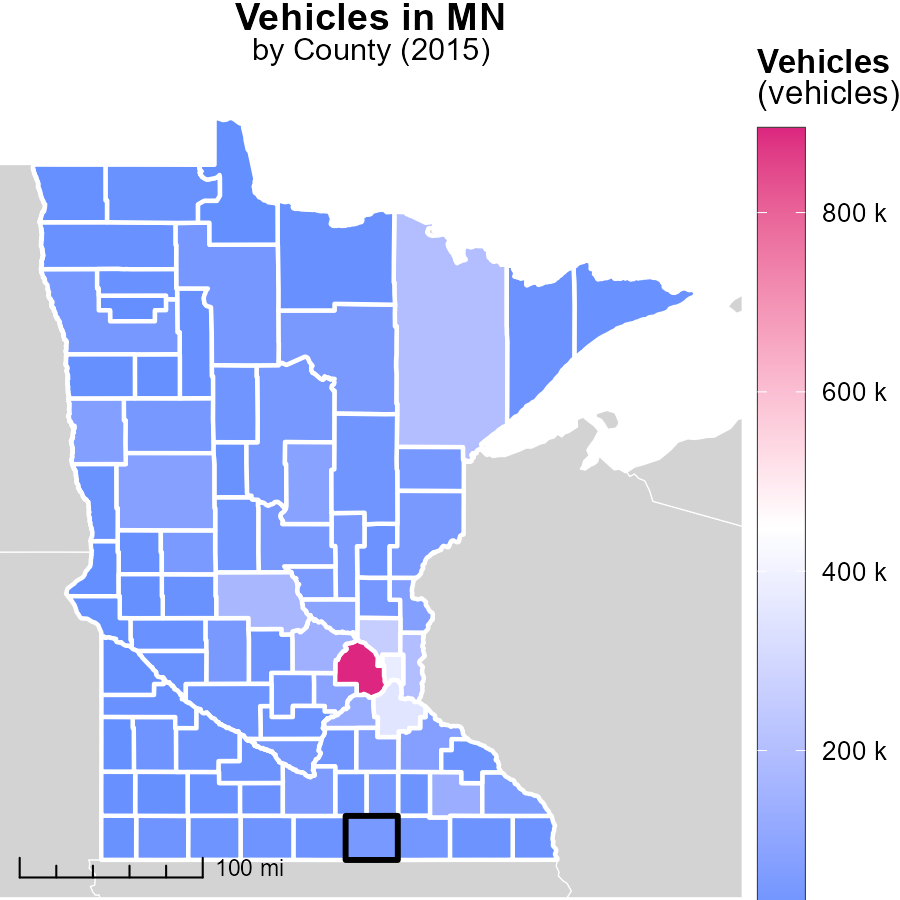 Vehicles in MN
by County (2015)
Vehicles
(vehicles)
800 k
600 k
400 k
200 k
100 mi